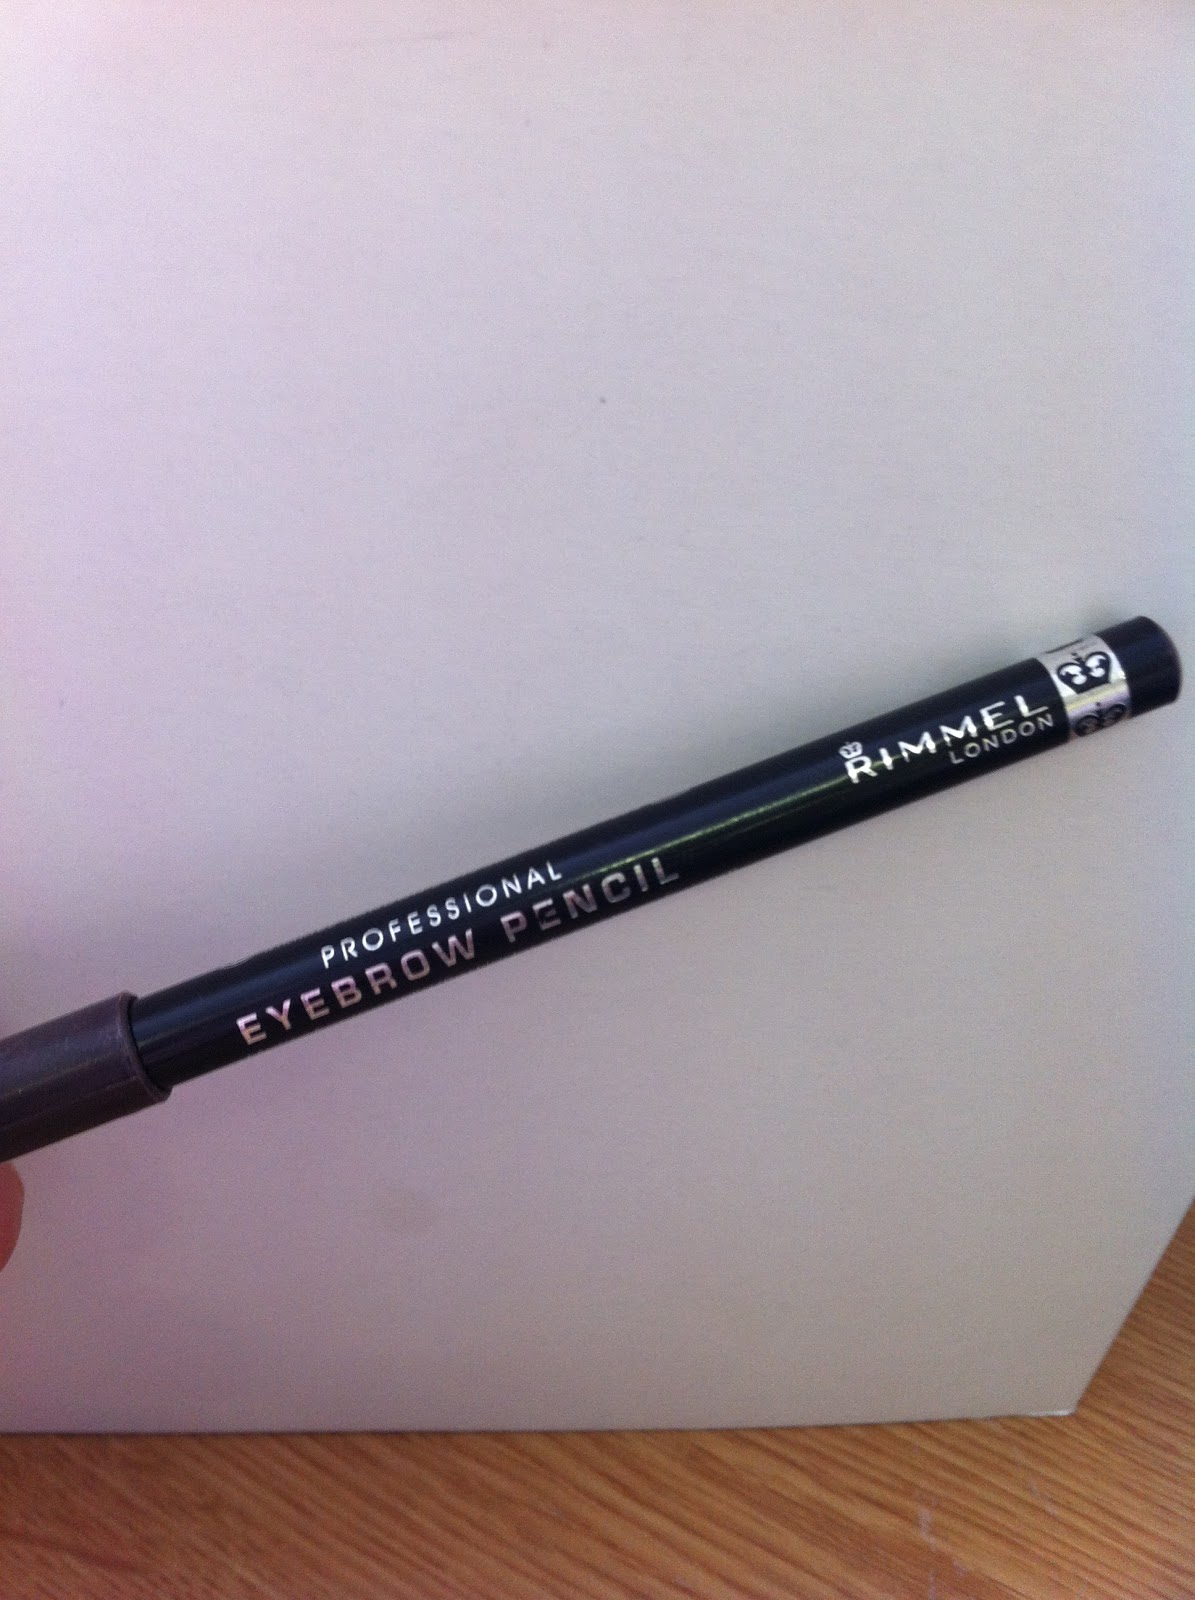 PROFESSIONAL
EYEBROW PENCIL
RIMMEL
LONDON